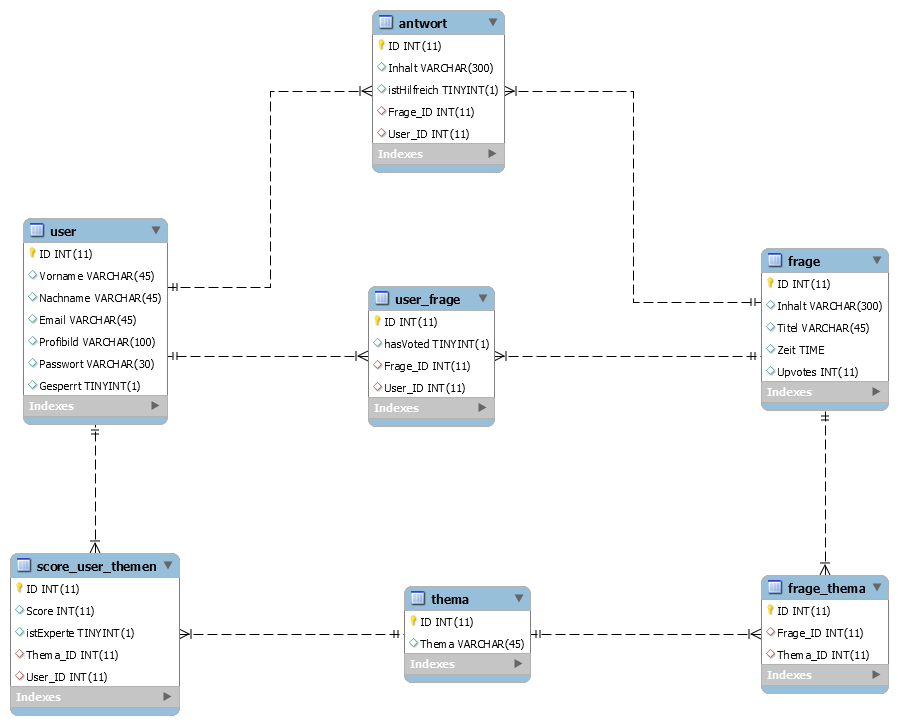 antwort
ID INT(11)
Inhalt VARCHAR(300)
istHilfreich TINYINT(1)
Frage_ID INT(11)
User_ID INT(11)
Indexes
user
ID INT(11)
Vorname VARCHAR(45)
Nachname VARCHAR(45)
Email VARCHAR(45)
Profibild VARCHAR(100)
Passwort VARCHAR(30)
Gesperrt TINYINT(1)
Indexes
user_frage
ID INT(11)
hasVoted TINYINT(1)
Frage_ID INT(11)
User_ID INT(11)
Indexes
frage
ID INT(11)
Inhalt VARCHAR(300)
Titel VARCHAR(45)
Zeit TIME
Upvotes INT(11)
Indexes
score_user_themen
ID INT(11)
Score INT(11)
istExperte TINYINT(1)
Thema_ID INT(11)
User_ID INT(11)
Indexes
thema
ID INT(11)
Thema VARCHAR(45)
Indexes
frage_thema
ID INT(11)
Frage_ID INT(11)
Thema_ID INT(11)
Indexes